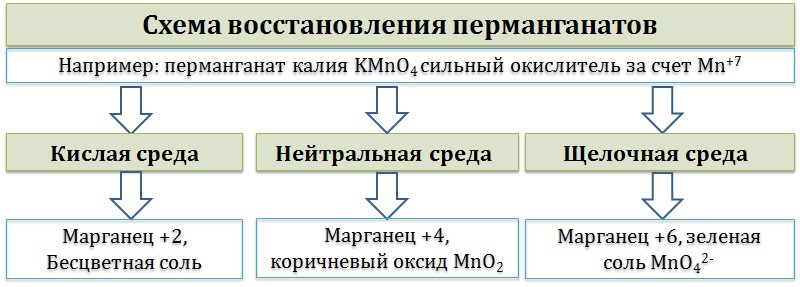 Схема восстановления перманганатов
Например: перманганат калия KMnO₄ сильный окислитель за счет Mn⁺⁷
Кислая среда
Нейтральная среда
Щелочная среда
Марганец +2,
Бесцветная соль
Марганец +4,
коричневый оксид MnO₂
Марганец +6, зеленая
соль MnO₄²⁻